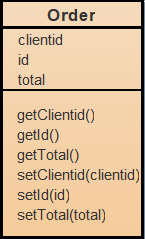 Order
clientid
id
total
getClientid()
getId()
getTotal()
setClientid(clientid)
setId(id)
setTotal(total)